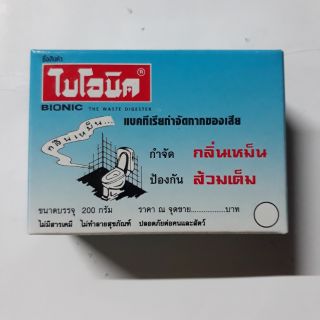 ชื่อสินค้า
ไบโอนิค®
BIONIC THE WASTE DIGESTER
แบคทีเรียกำจัดกากของเสีย
กลิ่นเหม็น...
กำจัด กลิ่นเหม็น
ป้องกัน ส้วมเต็ม
ขนาดบรรจุ 200 กรัม ราคา ณ จุดขาย................บาท
ไม่มีสารเคมี ไม่ทำลายสุขภัณฑ์ ปลอดภัยต่อคนและสัตว์